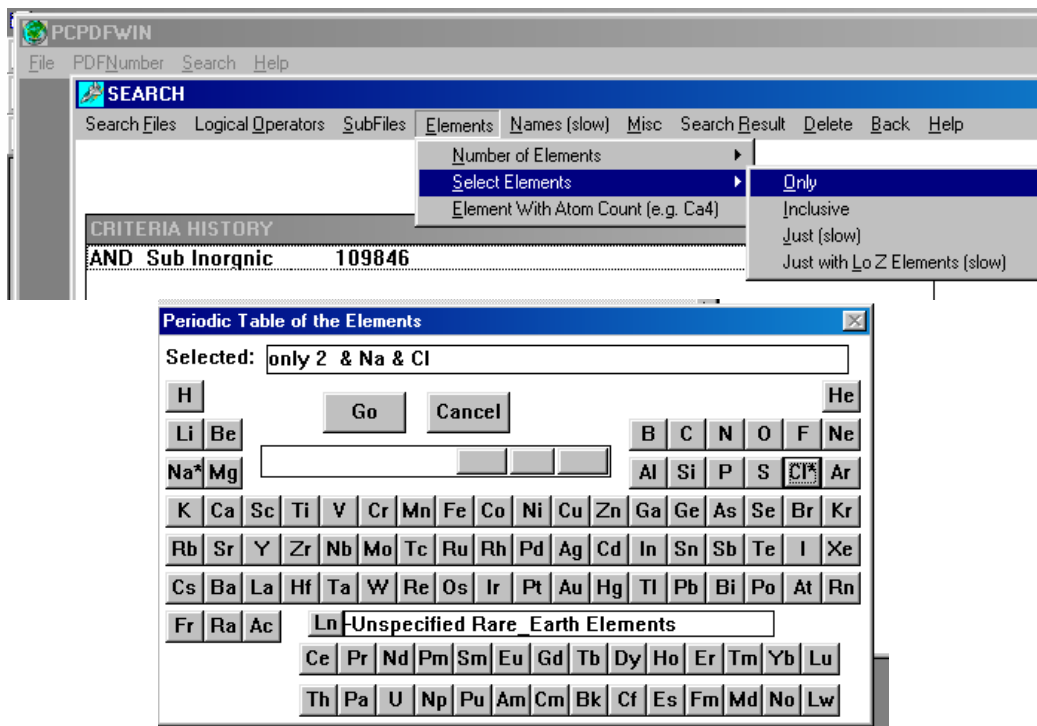 PCPDFWIN
File PDFNumber Search Help
SEARCH
Search Files Logical Operators SubFiles Elements Names (slow) Misc Search Result Delete Back Help
Number of Elements
Select Elements
Element With Atom Count (e.g. Ca4)
Only
Inclusive
Just (slow)
Just with Lo Z Elements (slow)
CRITERIA HISTORY
AND Sub Inorgnic 109846
Periodic Table of the Elements
Selected: only 2 & Na & Cl
H He
Go Cancel
Li Be B C N O F Ne
Na* Mg Al Si P S Cl* Ar
K Ca Sc Ti V Cr Mn Fe Co Ni Cu Zn Ga Ge As Se Br Kr
Rb Sr Y Zr Nb Mo Tc Ru Rh Pd Ag Cd In Sn Sb Te I Xe
Cs Ba La Hf Ta W Re Os Ir Pt Au Hg Tl Pb Bi Po At Rn
Fr Ra Ac Ln -Unspecified Rare_Earth Elements
Ce Pr Nd Pm Sm Eu Gd Tb Dy Ho Er Tm Yb Lu
Th Pa U Np Pu Am Cm Bk Cf Es Fm Md No Lw